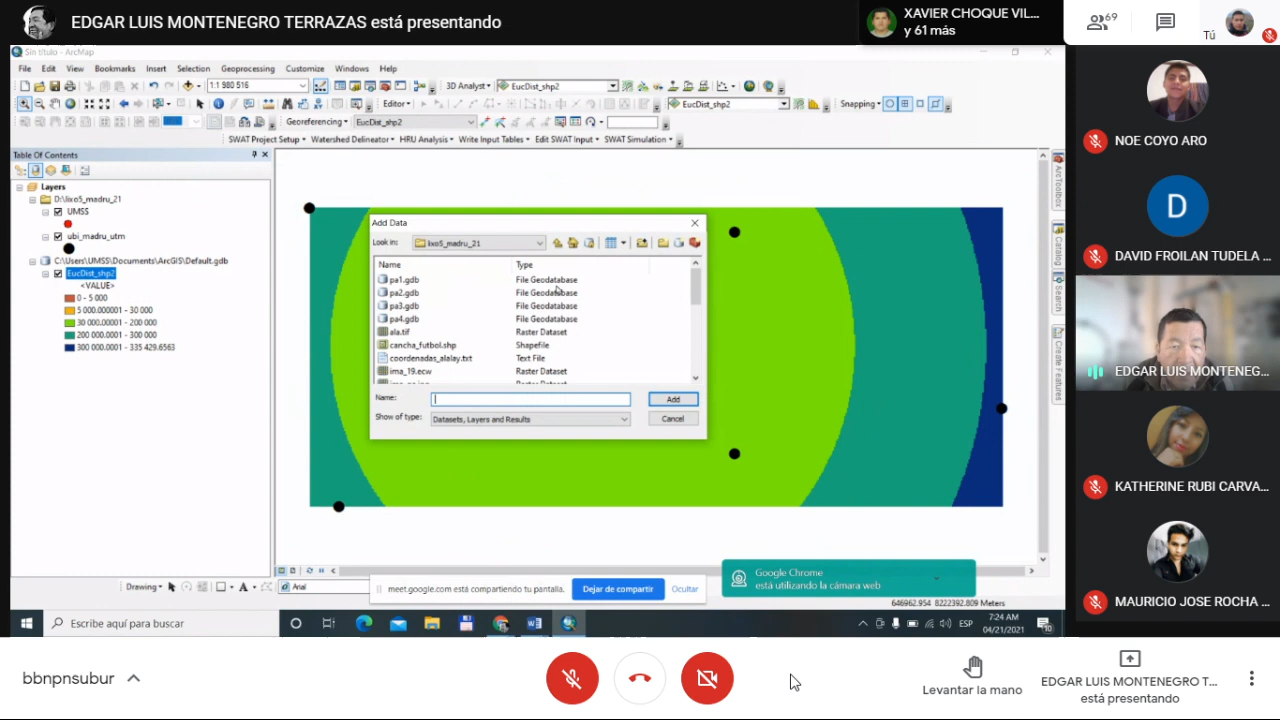 EDGAR LUIS MONTENEGRO TERRAZAS está presentando
XAVIER CHOQUE VIL...
y 61 más
69
Tú
Sin título - ArcMap
File Edit View Bookmarks Insert Selection Geoprocessing Customize Windows Help
1:1 980 516
3D Analyst
EucDist_shp2
Editor
EucDist_shp2
Snapping
Georeferencing
EucDist_shp2
SWAT Project Setup Watershed Delineator HRU Analysis Write Input Tables Edit SWAT Input SWAT Simulation
Table Of Contents
Layers
D:\lixo5_madru_21
UMSS
ubi_madru_utm
C:\Users\UMSS\Documents\ArcGIS\Default.gdb
EucDist_shp2
<VALUE>
0 - 5 000
5 000.00001 - 30 000
30 000.00001 - 200 000
200 000.0001 - 300 000
300 000.0001 - 335 429.6563
Add Data
Look in: lixo5_madru_21
Name Type
pa1.gdb File Geodatabase
pa2.gdb File Geodatabase
pa3.gdb File Geodatabase
pa4.gdb File Geodatabase
ala.tif Raster Dataset
cancha_futbol.shp Shapefile
coordenadas_alalay.txt Text File
ima_19.ecw Raster Dataset
Name:
Add
Show of type: Datasets, Layers and Results
Cancel
ArcToolbox
Catalog
Search
Create Features
Drawing
A
Arial
meet.google.com está compartiendo tu pantalla.
Dejar de compartir
Ocultar
Google Chrome
está utilizando la cámara web
646962.954 8222392.809 Meters
Escribe aquí para buscar
ESP
7:24 AM
04/21/2021
10
NOE COYO ARO
D
DAVID FROILAN TUDELA ...
EDGAR LUIS MONTENEG...
KATHERINE RUBI CARVA...
MAURICIO JOSE ROCHA ...
bbnpnsubur
Levantar la mano
EDGAR LUIS MONTENEGRO T...
está presentando